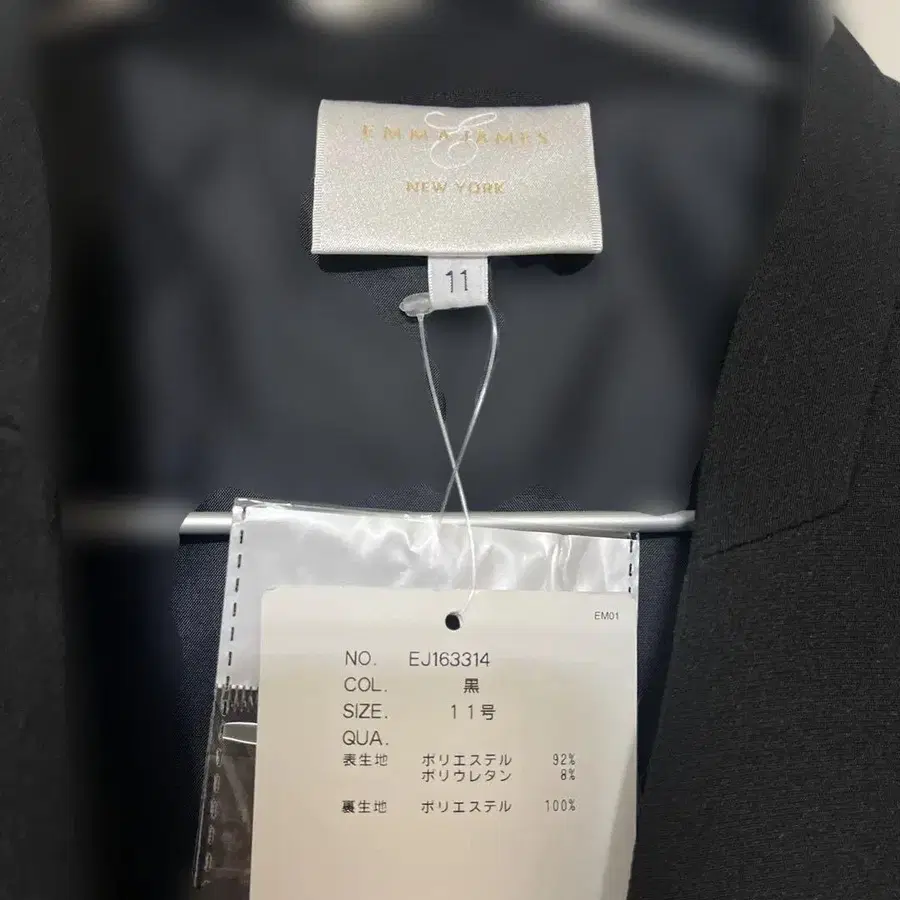 EMMA JAMES
E
NEW YORK
11
EM01
NO. EJ163314
COL. 黒
SIZE. 11号
QUA.
表生地 ポリエステル 92%
ポリウレタン 8%
裏生地 ポリエステル 100%